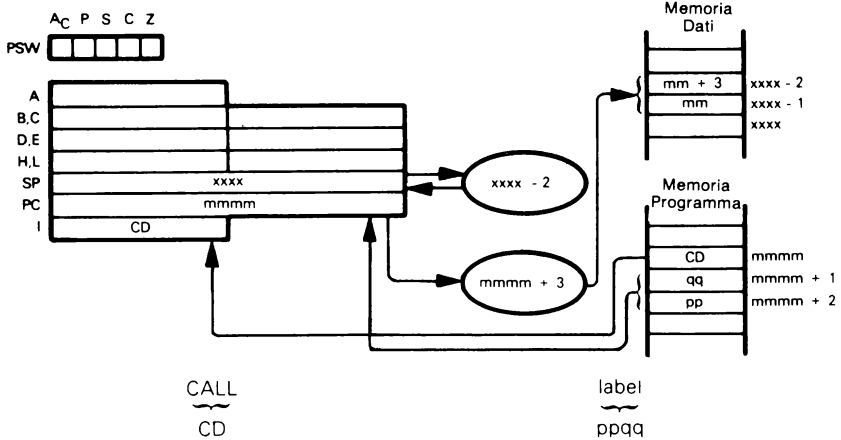 A_C P S C Z
PSW
A
B,C
D,E
H,L
SP xxxx
PC mmmm
I CD
xxxx - 2
mmmm + 3
Memoria
Dati
mm + 3 xxxx - 2
mm xxxx - 1
xxxx
Memoria
Programma
CD mmmm
qq mmmm + 1
pp mmmm + 2
CALL label
CD ppqq